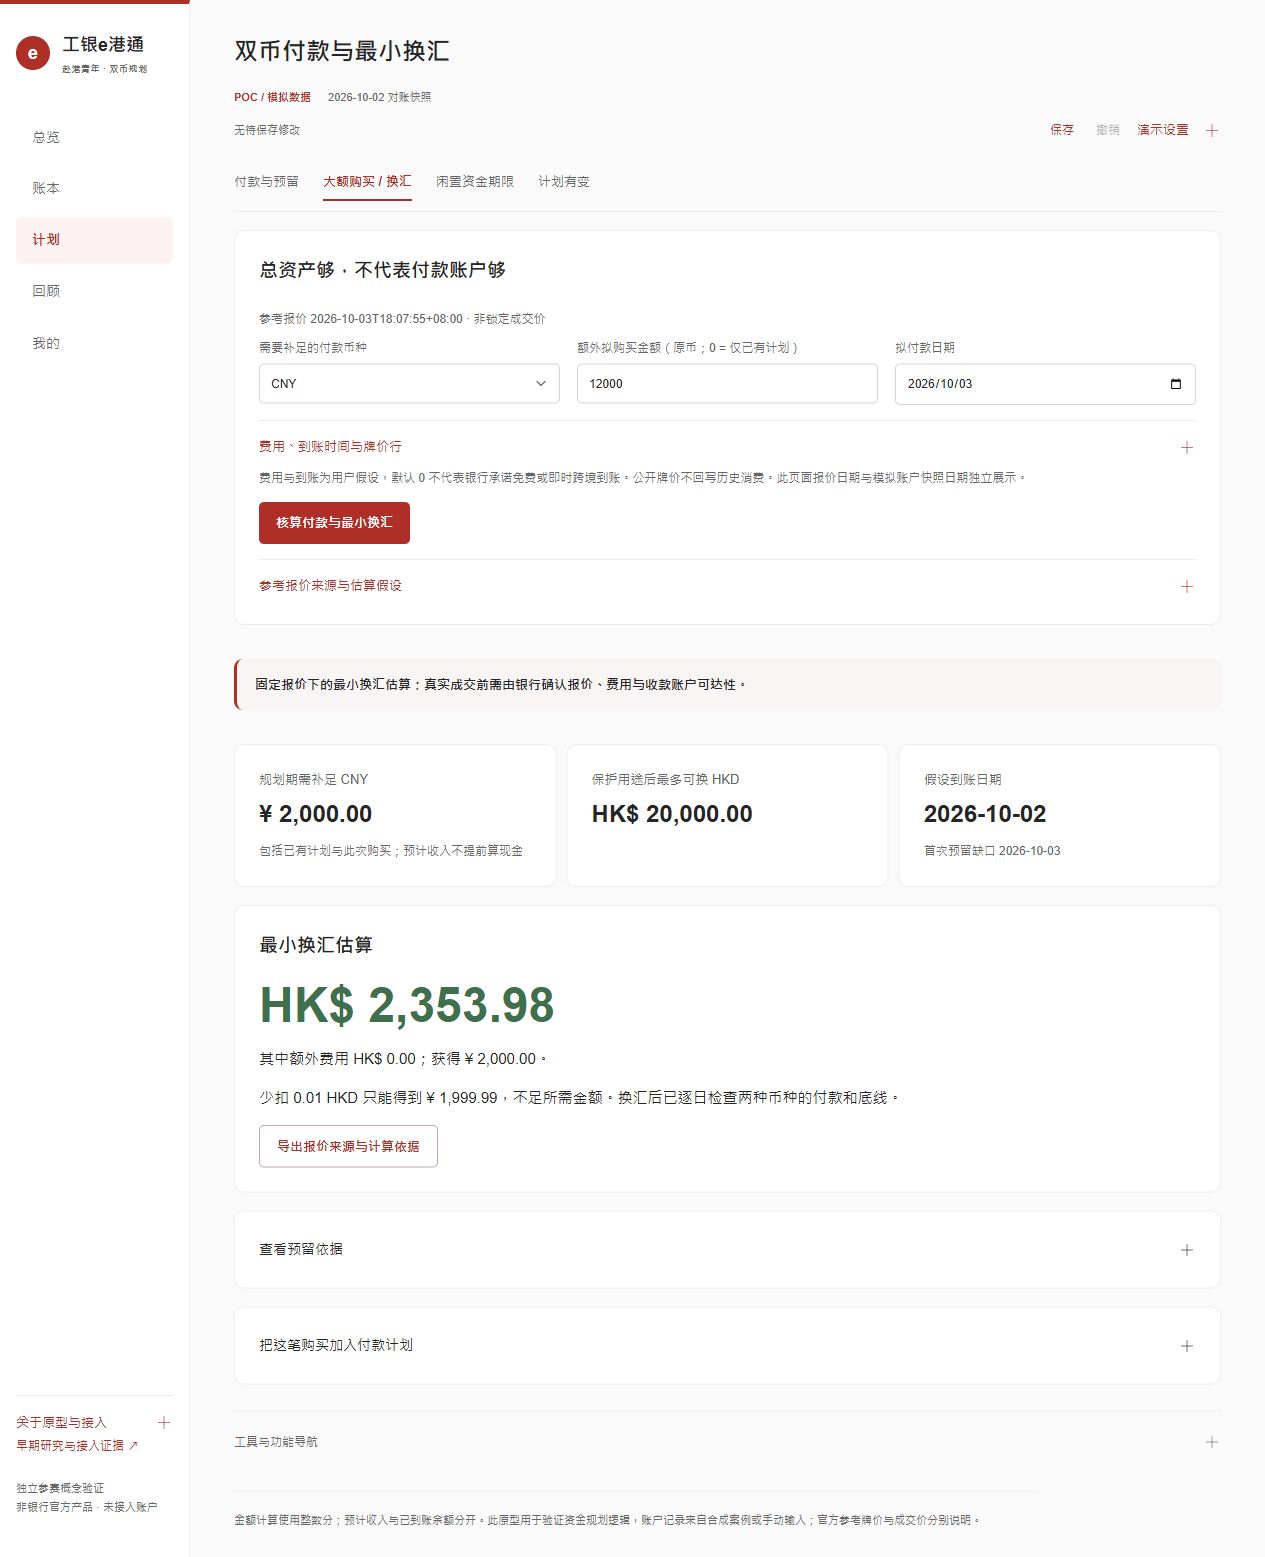 e 工银e港通
赴港青年 · 双币规划
总览
账本
计划
回顾
我的
关于原型与接入
早期研究与接入证据 ↗
独立参赛概念验证
非银行官方产品 · 未接入账户
双币付款与最小换汇
POC / 模拟数据 2026-10-02 对账快照
无待保存修改 保存 撤销 演示设置
付款与预留 大额购买 / 换汇 闲置资金期限 计划有变
总资产够，不代表付款账户够
参考报价 2026-10-03T18:07:55+08:00 · 非锁定成交价
需要补足的付款币种 额外拟购买金额（原币；0 = 仅已有计划） 拟付款日期
CNY 12000 2026/10/03
费用、到账时间与牌价行
费用与到账为用户假设，默认 0 不代表银行承诺免费或即时跨境到账。公开牌价不回写历史消费。此页面报价日期与模拟账户快照日期独立展示。
核算付款与最小换汇
参考报价来源与估算假设
固定报价下的最小换汇估算；真实成交前需由银行确认报价、费用与收款账户可达性。
规划期需补足 CNY
¥ 2,000.00
包括已有计划与此次购买；预计收入不提前算现金
保护用途后最多可换 HKD
HK$ 20,000.00
假设到账日期
2026-10-02
首次预留缺口 2026-10-03
最小换汇估算
HK$ 2,353.98
其中额外费用 HK$ 0.00；获得 ¥ 2,000.00。
少扣 0.01 HKD 只能得到 ¥ 1,999.99，不足所需金额。换汇后已逐日检查两种币种的付款和底线。
导出报价来源与计算依据
查看预留依据
把这笔购买加入付款计划
工具与功能导航
金额计算使用整数分；预计收入与已到账余额分开。此原型用于验证资金规划逻辑，账户记录来自合成案例或手动输入；官方参考牌价与成交价分别说明。